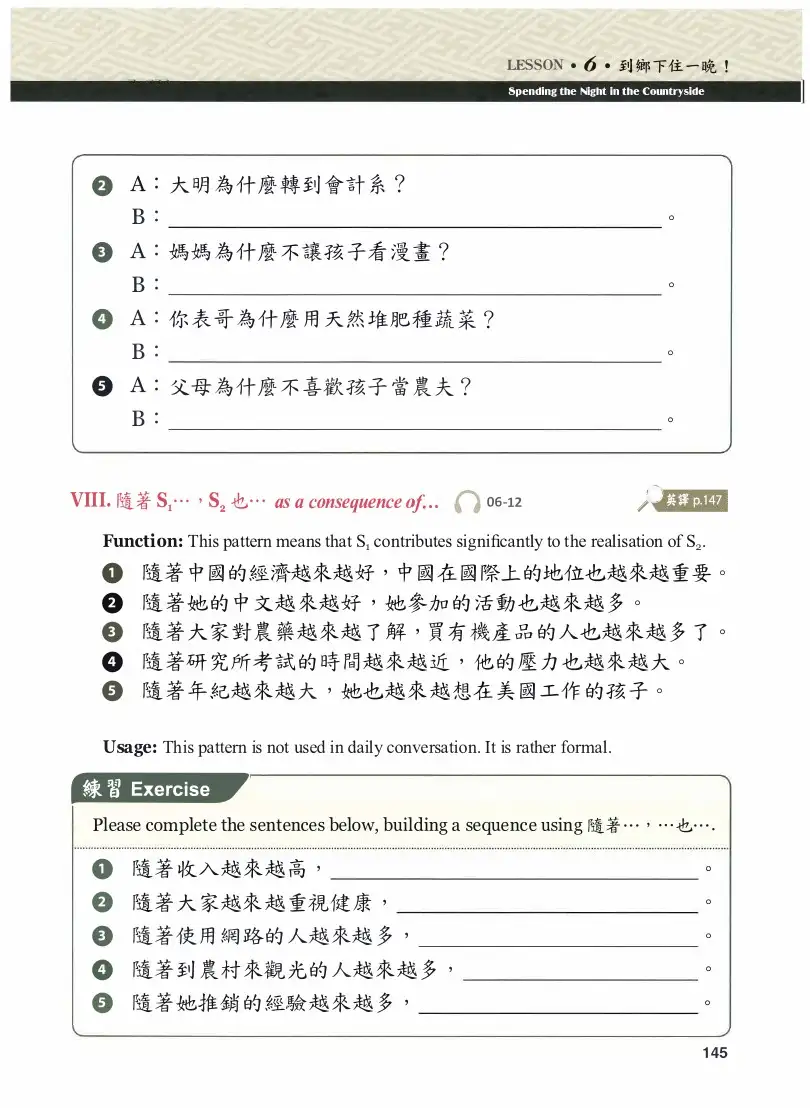 LESSON • 6 • 到鄉下住一晚！
Spending the Night in the Countryside
2 A：大明為什麼轉到會計系？
B：＿＿＿＿＿＿＿＿＿＿。
3 A：媽媽為什麼不讓孩子看漫畫？
B：＿＿＿＿＿＿＿＿＿＿。
4 A：你表哥為什麼用天然堆肥種蔬菜？
B：＿＿＿＿＿＿＿＿＿＿。
5 A：父母為什麼不喜歡孩子當農夫？
B：＿＿＿＿＿＿＿＿＿＿。
VIII. 隨著 S₁…，S₂ 也… as a consequence of… 06-12 英譯 p.147
Function: This pattern means that S₁ contributes significantly to the realisation of S₂.
1 隨著中國的經濟越來越好，中國在國際上的地位也越來越重要。
2 隨著她的中文越來越好，她參加的活動也越來越多。
3 隨著大家對農藥越來越了解，買有機產品的人也越來越多了。
4 隨著研究所考試的時間越來越近，他的壓力也越來越大。
5 隨著年紀越來越大，她也越來越想在美國工作的孩子。
Usage: This pattern is not used in daily conversation. It is rather formal.
練習 Exercise
Please complete the sentences below, building a sequence using 隨著…，…也….
1 隨著收入越來越高，＿＿＿＿＿＿＿＿＿＿。
2 隨著大家越來越重視健康，＿＿＿＿＿＿＿＿＿＿。
3 隨著使用網路的人越來越多，＿＿＿＿＿＿＿＿＿＿。
4 隨著到農村來觀光的人越來越多，＿＿＿＿＿＿＿＿＿＿。
5 隨著她推銷的經驗越來越多，＿＿＿＿＿＿＿＿＿＿。
145